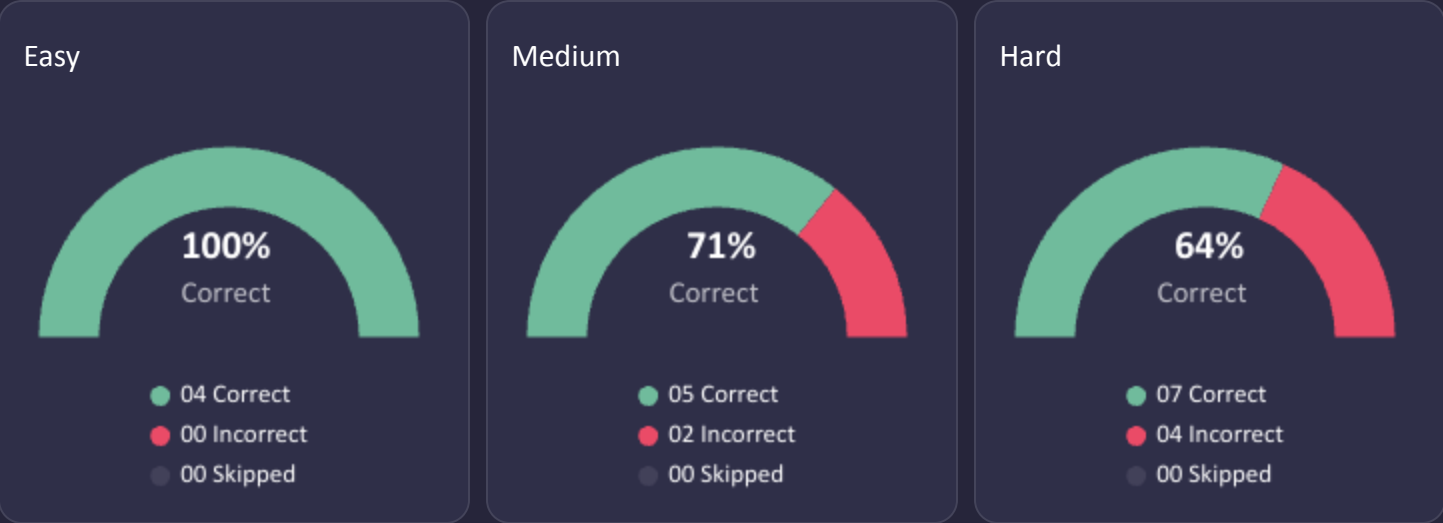 Easy
100%
Correct
04 Correct
00 Incorrect
00 Skipped
Medium
71%
Correct
05 Correct
02 Incorrect
00 Skipped
Hard
64%
Correct
07 Correct
04 Incorrect
00 Skipped